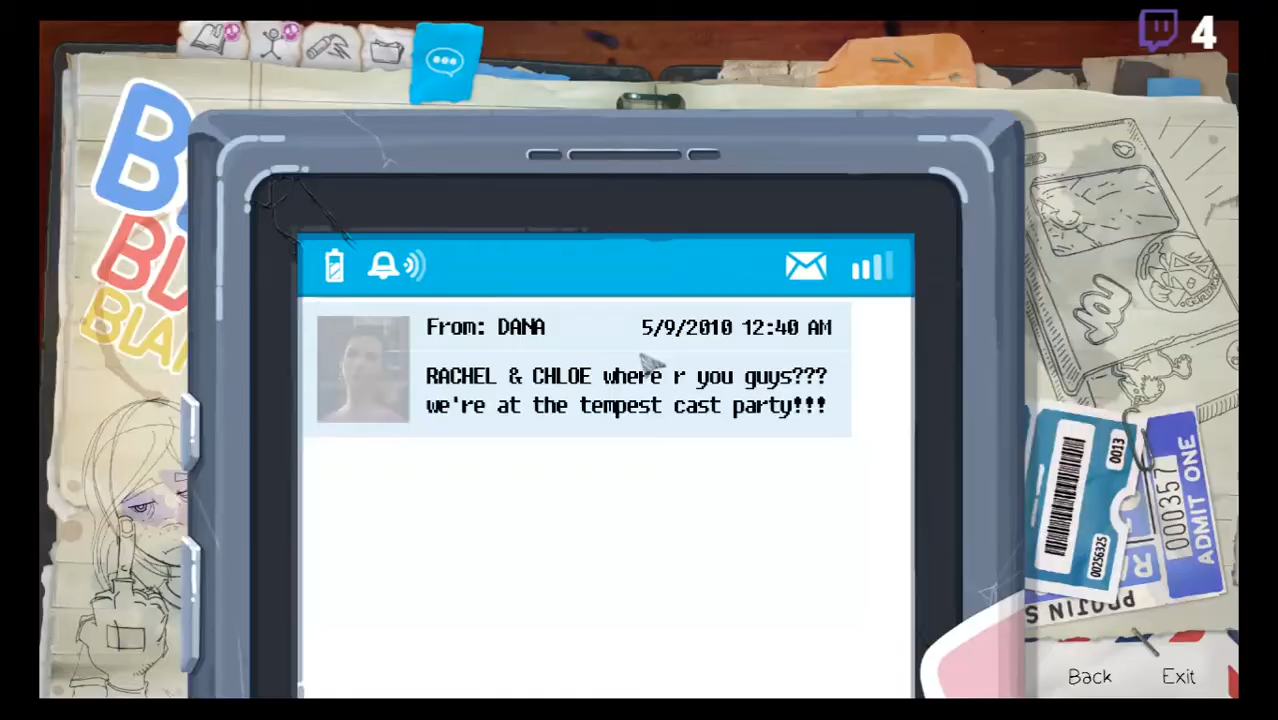 4
From: DANA 5/9/2010 12:40 AM
RACHEL & CHLOE where r you guys???
we're at the tempest cast party!!!
0013
00256325
000357
ADMIT ONE
Back Exit